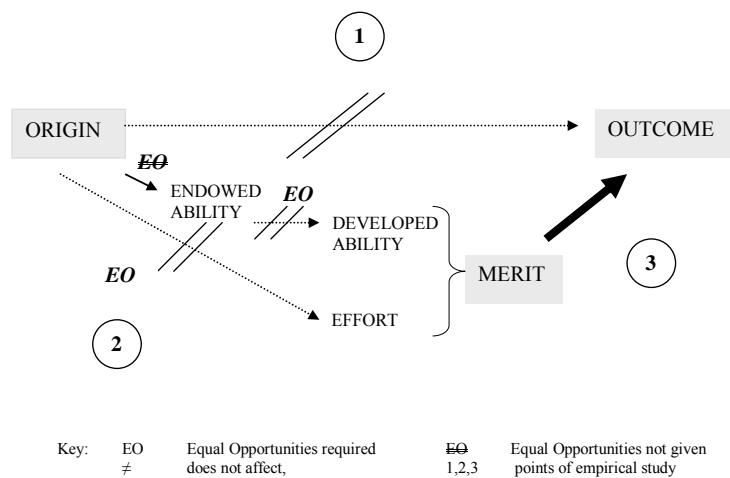 1
ORIGIN
OUTCOME
EO
ENDOWED
ABILITY
EO
DEVELOPED
ABILITY
MERIT
3
EO
EFFORT
2
Key: EO Equal Opportunities required EO Equal Opportunities not given
≠ does not affect, 1,2,3 points of empirical study